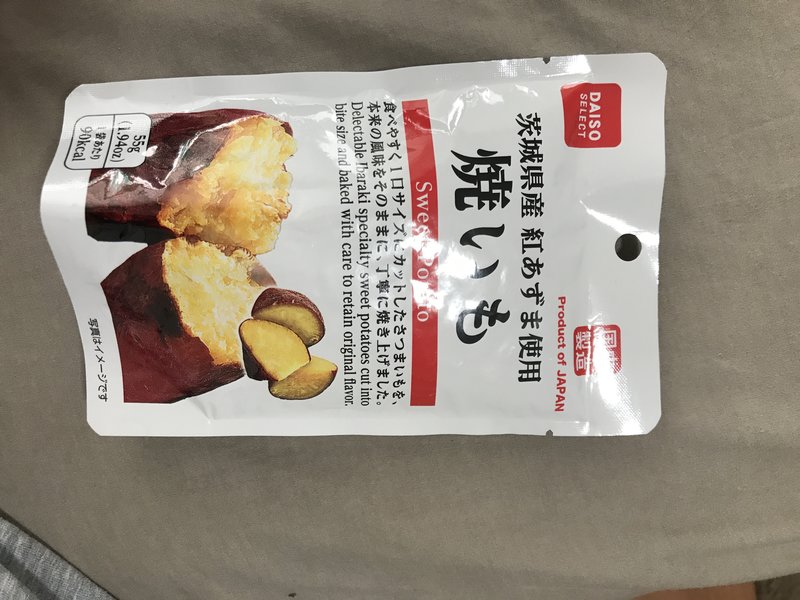 DAISO
SELECT
国内
製造
Product of JAPAN
茨城県産 紅あずま使用
焼いも
Sweet Potato
食べやすく1口サイズにカットしたさつまいもを、
本来の風味をそのままに、丁寧に焼き上げました。
Delectable Ibaraki specialty sweet potatoes cut into
bite size and baked with care to retain original flavor.
55g
(1.94oz)
1袋あたり
90kcal
写真はイメージです